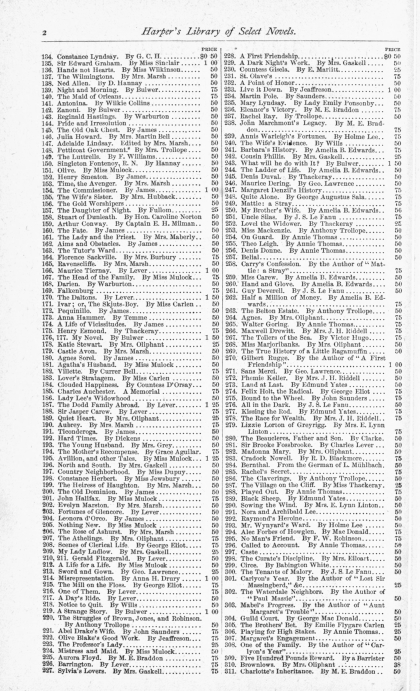 2 Harper's Library of Select Novels.
PRICE
134. Constance Lyndsay. By G. C. H. $0 50
135. Sir Edward Graham. By Miss Sinclair 1 00
136. Hands not Hearts. By Miss Wilkinson 50
137. The Wilmingtons. By Mrs. Marsh 50
138. Ned Allen. By D. Hannay 50
139. Night and Morning. By Bulwer 75
140. The Maid of Orleans 75
141. Antonina. By Wilkie Collins 50
142. Zanoni. By Bulwer 50
143. Reginald Hastings. By Warburton 50
144. Pride and Irresolution 50
145. The Old Oak Chest. By James 50
146. Julia Howard. By Mrs. Martin Bell 50
147. Adelaide Lindsay. Edited by Mrs. Marsh 50
148. Petticoat Government. By Mrs. Trollope 50
149. The Luttrells. By F. Williams 50
150. Singleton Fontenoy, R. N. By Hannay 50
151. Olive. By Miss Mulock 50
152. Henry Smeaton. By James 50
153. Time, the Avenger. By Mrs. Marsh 50
154. The Commissioner. By James 1 00
155. The Wife's Sister. By Mrs. Hubback 50
156. The Gold Worshipers 50
157. The Daughter of Night. By Fullom 50
158. Stuart of Dunleath. By Hon. Caroline Norton 50
159. Arthur Conway. By Captain E. H. Milman 50
160. The Fate. By James 50
161. The Lady and the Priest. By Mrs. Maberly 50
162. Aims and Obstacles. By James 50
163. The Tutor's Ward 50
164. Florence Sackville. By Mrs. Burbury 75
165. Ravenscliffe. By Mrs. Marsh 50
166. Maurice Tiernay. By Lever 1 00
167. The Head of the Family. By Miss Mulock 75
168. Darien. By Warburton 50
169. Falkenburg 75
170. The Daltons. By Lever 1 50
171. Ivar; or, The Skjuts-Boy. By Miss Carlen 50
172. Pequinillo. By James 50
173. Anna Hammer. By Temme 50
174. A Life of Vicissitudes. By James 50
175. Henry Esmond. By Thackeray 50
176, 177. My Novel. By Bulwer 1 50
178. Katie Stewart. By Mrs. Oliphant 25
179. Castle Avon. By Mrs. Marsh 50
180. Agnes Sorel. By James 50
181. Agatha's Husband. By Miss Mulock 50
182. Villette. By Currer Bell 75
183. Lover's Stratagem. By Miss Carlen 50
184. Clouded Happiness. By Countess D'Orsay 50
185. Charles Auchester. A Memorial 75
186. Lady Lee's Widowhood 50
187. The Dodd Family Abroad. By Lever 1 25
188. Sir Jasper Carew. By Lever 75
189. Quiet Heart. By Mrs. Oliphant 25
190. Aubrey. By Mrs. Marsh 75
191. Ticonderoga. By James 50
192. Hard Times. By Dickens 50
193. The Young Husband. By Mrs. Grey 50
194. The Mother's Recompense. By Grace Aguilar 75
195. Avillion, and other Tales. By Miss Mulock 1 25
196. North and South. By Mrs. Gaskell 50
197. Country Neighborhood. By Miss Dupuy 50
198. Constance Herbert. By Miss Jewsbury 50
199. The Heiress of Haughton. By Mrs. Marsh 50
200. The Old Dominion. By James 50
201. John Halifax. By Miss Mulock 75
202. Evelyn Marston. By Mrs. Marsh 50
203. Fortunes of Glencore. By Lever 50
204. Leonora d'Orco. By James 50
205. Nothing New. By Miss Mulock 50
206. The Rose of Ashurst. By Mrs. Marsh 50
207. The Athelings. By Mrs. Oliphant 75
208. Scenes of Clerical Life. By George Eliot 75
209. My Lady Ludlow. By Mrs. Gaskell 25
210, 211. Gerald Fitzgerald. By Lever 50
212. A Life for a Life. By Miss Mulock 50
213. Sword and Gown. By Geo. Lawrence 25
214. Misrepresentation. By Anna H. Drury 1 00
215. The Mill on the Floss. By George Eliot 75
216. One of Them. By Lever 75
217. A Day's Ride. By Lever 50
218. Notice to Quit. By Wills 50
219. A Strange Story. By Bulwer 1 00
220. The Struggles of Brown, Jones, and Robinson.
By Anthony Trollope 50
221. Abel Drake's Wife. By John Saunders 75
222. Olive Blake's Good Work. By Jeaffreson 75
223. The Professor's Lady 25
224. Mistress and Maid. By Miss Mulock 50
225. Aurora Floyd. By M. E. Braddon 75
226. Barrington. By Lever 75
227. Sylvia's Lovers. By Mrs. Gaskell 75
PRICE
228. A First Friendship $0 50
229. A Dark Night's Work. By Mrs. Gaskell 50
230. Countess Gisela. By E. Marlitt 25
231. St. Olave's 75
232. A Point of Honor 50
233. Live it Down. By Jeaffreson 1 00
234. Martin Pole. By Saunders 50
235. Mary Lyndsay. By Lady Emily Ponsonby 50
236. Eleanor's Victory. By M. E. Braddon 75
237. Rachel Ray. By Trollope 50
238. John Marchmont's Legacy. By M. E. Brad-
don 75
239. Annis Warleigh's Fortunes. By Holme Lee 75
240. The Wife's Evidence. By Wills 50
241. Barbara's History. By Amelia B. Edwards 75
242. Cousin Phillis. By Mrs. Gaskell 25
243. What will he do with It? By Bulwer 1 50
244. The Ladder of Life. By Amelia B. Edwards 50
245. Denis Duval. By Thackeray 50
246. Maurice Dering. By Geo. Lawrence 50
247. Margaret Denzil's History 75
248. Quite Alone. By George Augustus Sala 75
249. Mattie: a Stray 75
250. My Brother's Wife. By Amelia B. Edwards 50
251. Uncle Silas. By J. S. Le Fanu 75
252. Lovel the Widower. By Thackeray 25
253. Miss Mackenzie. By Anthony Trollope 50
254. On Guard. By Annie Thomas 50
255. Theo Leigh. By Annie Thomas 50
256. Denis Donne. By Annie Thomas 50
257. Belial 50
258. Carry's Confession. By the Author of "Mat-
tie: a Stray" 75
259. Miss Carew. By Amelia B. Edwards 50
260. Hand and Glove. By Amelia B. Edwards 50
261. Guy Deverell. By J. S. Le Fanu 50
262. Half a Million of Money. By Amelia B. Ed-
wards 75
263. The Belton Estate. By Anthony Trollope 50
264. Agnes. By Mrs. Oliphant 75
265. Walter Goring. By Annie Thomas 75
266. Maxwell Drewitt. By Mrs. J. H. Riddell 75
267. The Toilers of the Sea. By Victor Hugo 75
268. Miss Marjoribanks. By Mrs. Oliphant 50
269. The True History of a Little Ragamuffin 50
270. Gilbert Rugge. By the Author of "A First
Friendship" 1 00
271. Sans Merci. By Geo. Lawrence 50
272. Phemie Keller. By Mrs. J. H. Riddell 50
273. Land at Last. By Edmund Yates 50
274. Felix Holt, the Radical. By George Eliot 75
275. Bound to the Wheel. By John Saunders 75
276. All in the Dark. By J. S. Le Fanu 50
277. Kissing the Rod. By Edmund Yates 75
278. The Race for Wealth. By Mrs. J. H. Riddell 75
279. Lizzie Lorton of Greyrigg. By Mrs. E. Lynn
Linton 75
280. The Beauclercs, Father and Son. By Clarke 50
281. Sir Brooke Fossbrooke. By Charles Lever 50
282. Madonna Mary. By Mrs. Oliphant 50
283. Cradock Nowell. By R. D. Blackmore 75
284. Bernthal. From the German of L. Mühlbach 50
285. Rachel's Secret 75
286. The Claverings. By Anthony Trollope 50
287. The Village on the Cliff. By Miss Thackeray 25
288. Played Out. By Annie Thomas 75
289. Black Sheep. By Edmund Yates 50
290. Sowing the Wind. By Mrs. E. Lynn Linton 50
291. Nora and Archibald Lee 50
292. Raymond's Heroine 50
293. Mr. Wynyard's Ward. By Holme Lee 50
294. Alec Forbes of Howglen. By Mac Donald 75
295. No Man's Friend. By F. W. Robinson 75
296. Called to Account. By Annie Thomas 50
297. Caste 50
298. The Curate's Discipline. By Mrs. Eiloart 50
299. Circe. By Babington White 50
300. The Tenants of Malory. By J. S. Le Fanu 50
301. Carlyon's Year. By the Author of "Lost Sir
Massingberd," &c. 25
302. The Waterdale Neighbors. By the Author of
"Paul Massie" 50
303. Mabel's Progress. By the Author of "Aunt
Margaret's Trouble" 50
304. Guild Court. By Geo. Mac Donald 50
305. The Brothers' Bet. By Emilie Flygare Carlen 25
306. Playing for High Stakes. By Annie Thomas 25
307. Margaret's Engagement 50
308. One of the Family. By the Author of "Car-
lyon's Year" 25
309. Five Hundred Pounds Reward. By a Barrister 50
310. Brownlows. By Mrs. Oliphant 38
311. Charlotte's Inheritance. By M. E. Braddon 50